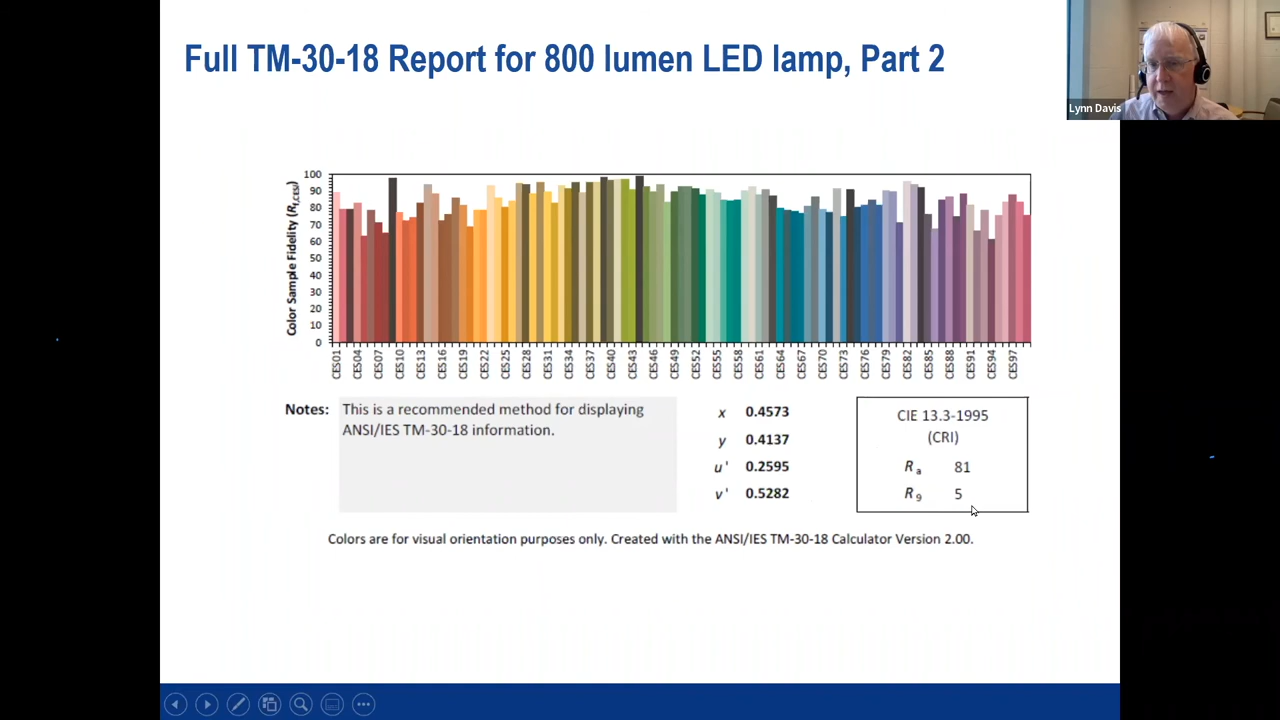 Full TM-30-18 Report for 800 lumen LED lamp, Part 2
Lynn Davis
Color Sample Fidelity (Rf,CESi)
100
90
80
70
60
50
40
30
20
10
0
CES01 CES04 CES07 CES10 CES13 CES16 CES19 CES22 CES25 CES28 CES31 CES34 CES37 CES40 CES43 CES46 CES49 CES52 CES55 CES58 CES61 CES64 CES67 CES70 CES73 CES76 CES79 CES82 CES85 CES88 CES91 CES94 CES97
Notes: This is a recommended method for displaying
ANSI/IES TM-30-18 information.
x 0.4573
y 0.4137
u' 0.2595
v' 0.5282
CIE 13.3-1995
(CRI)
Ra 81
R9 5
Colors are for visual orientation purposes only. Created with the ANSI/IES TM-30-18 Calculator Version 2.00.